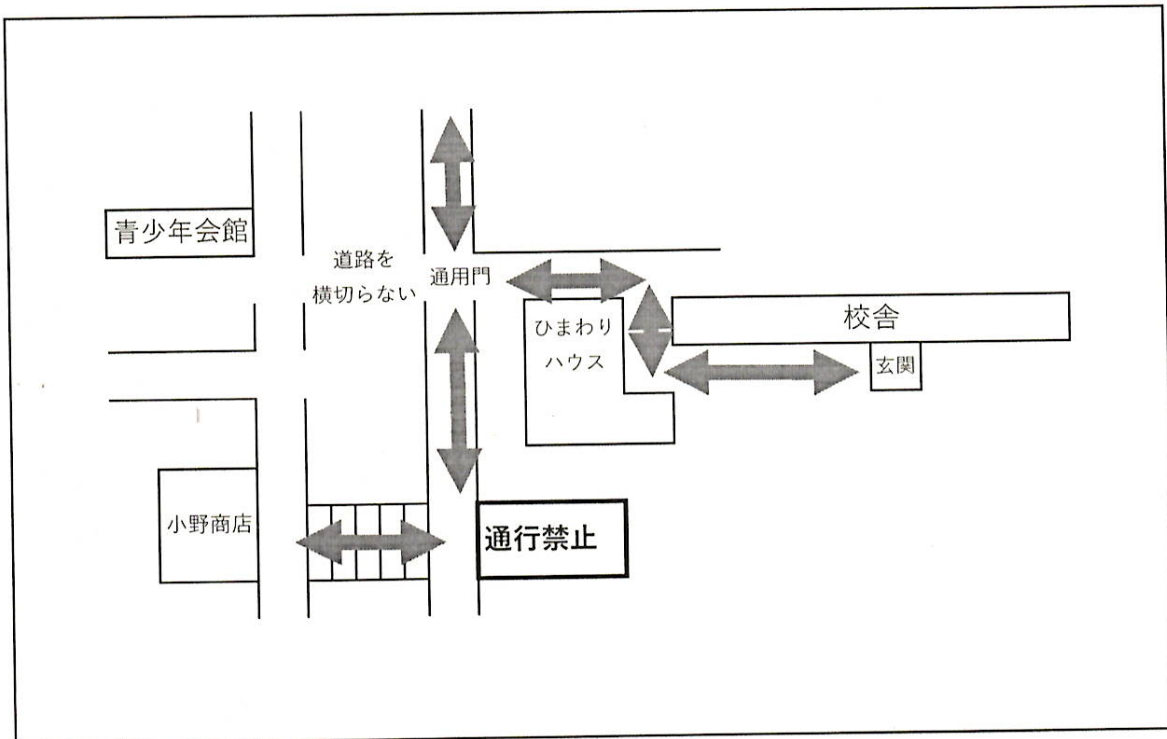 青少年会館
道路を
横切らない
通用門
ひまわり
ハウス
校舎
玄関
小野商店
通行禁止